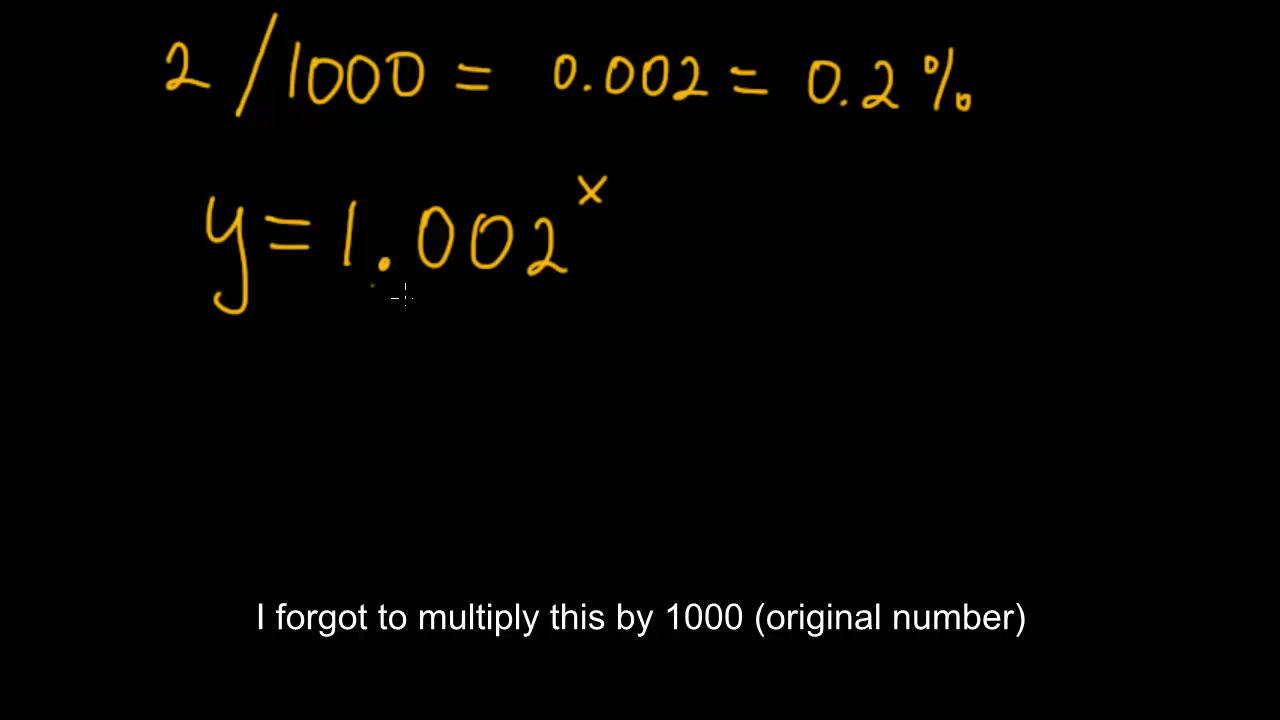 2/1000 = 0.002 = 0.2%
y=1.002^x
I forgot to multiply this by 1000 (original number)